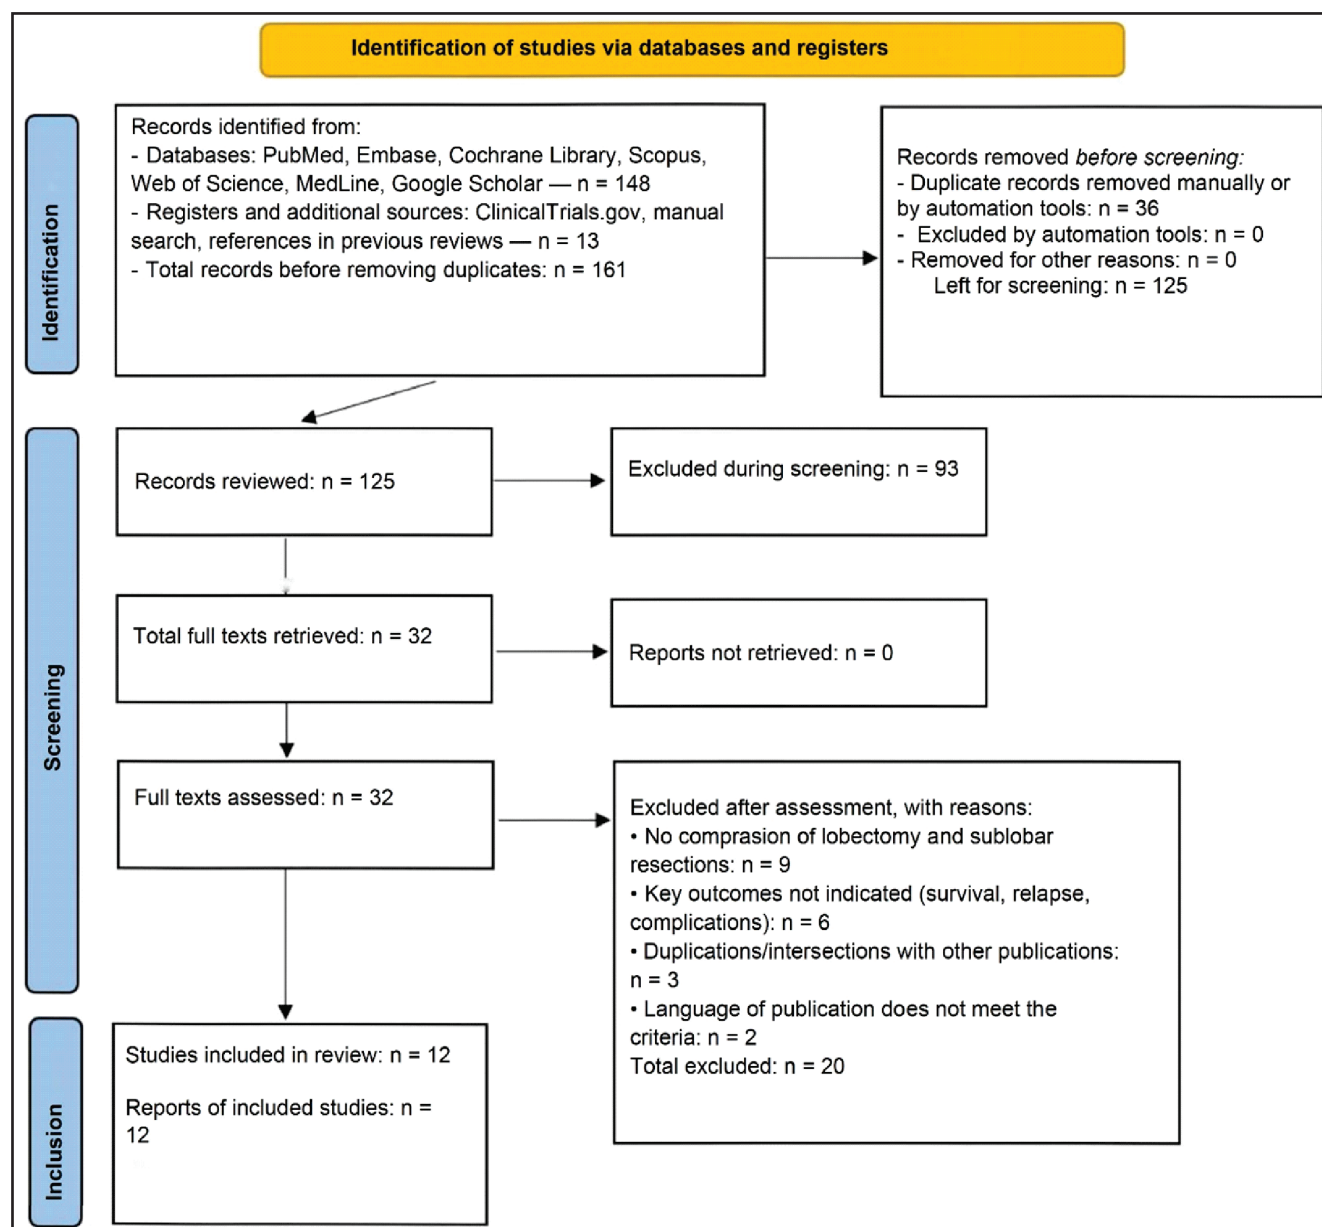 Identification of studies via databases and registers
Identification
Records identified from:
- Databases: PubMed, Embase, Cochrane Library, Scopus,
Web of Science, MedLine, Google Scholar — n = 148
- Registers and additional sources: ClinicalTrials.gov, manual
search, references in previous reviews — n = 13
- Total records before removing duplicates: n = 161
Records removed before screening:
- Duplicate records removed manually or
by automation tools: n = 36
- Excluded by automation tools: n = 0
- Removed for other reasons: n = 0
Left for screening: n = 125
Screening
Records reviewed: n = 125
Excluded during screening: n = 93
Total full texts retrieved: n = 32
Reports not retrieved: n = 0
Full texts assessed: n = 32
Excluded after assessment, with reasons:
• No comprasion of lobectomy and sublobar
resections: n = 9
• Key outcomes not indicated (survival, relapse,
complications): n = 6
• Duplications/intersections with other publications:
n = 3
• Language of publication does not meet the
criteria: n = 2
Total excluded: n = 20
Inclusion
Studies included in review: n = 12
Reports of included studies: n =
12